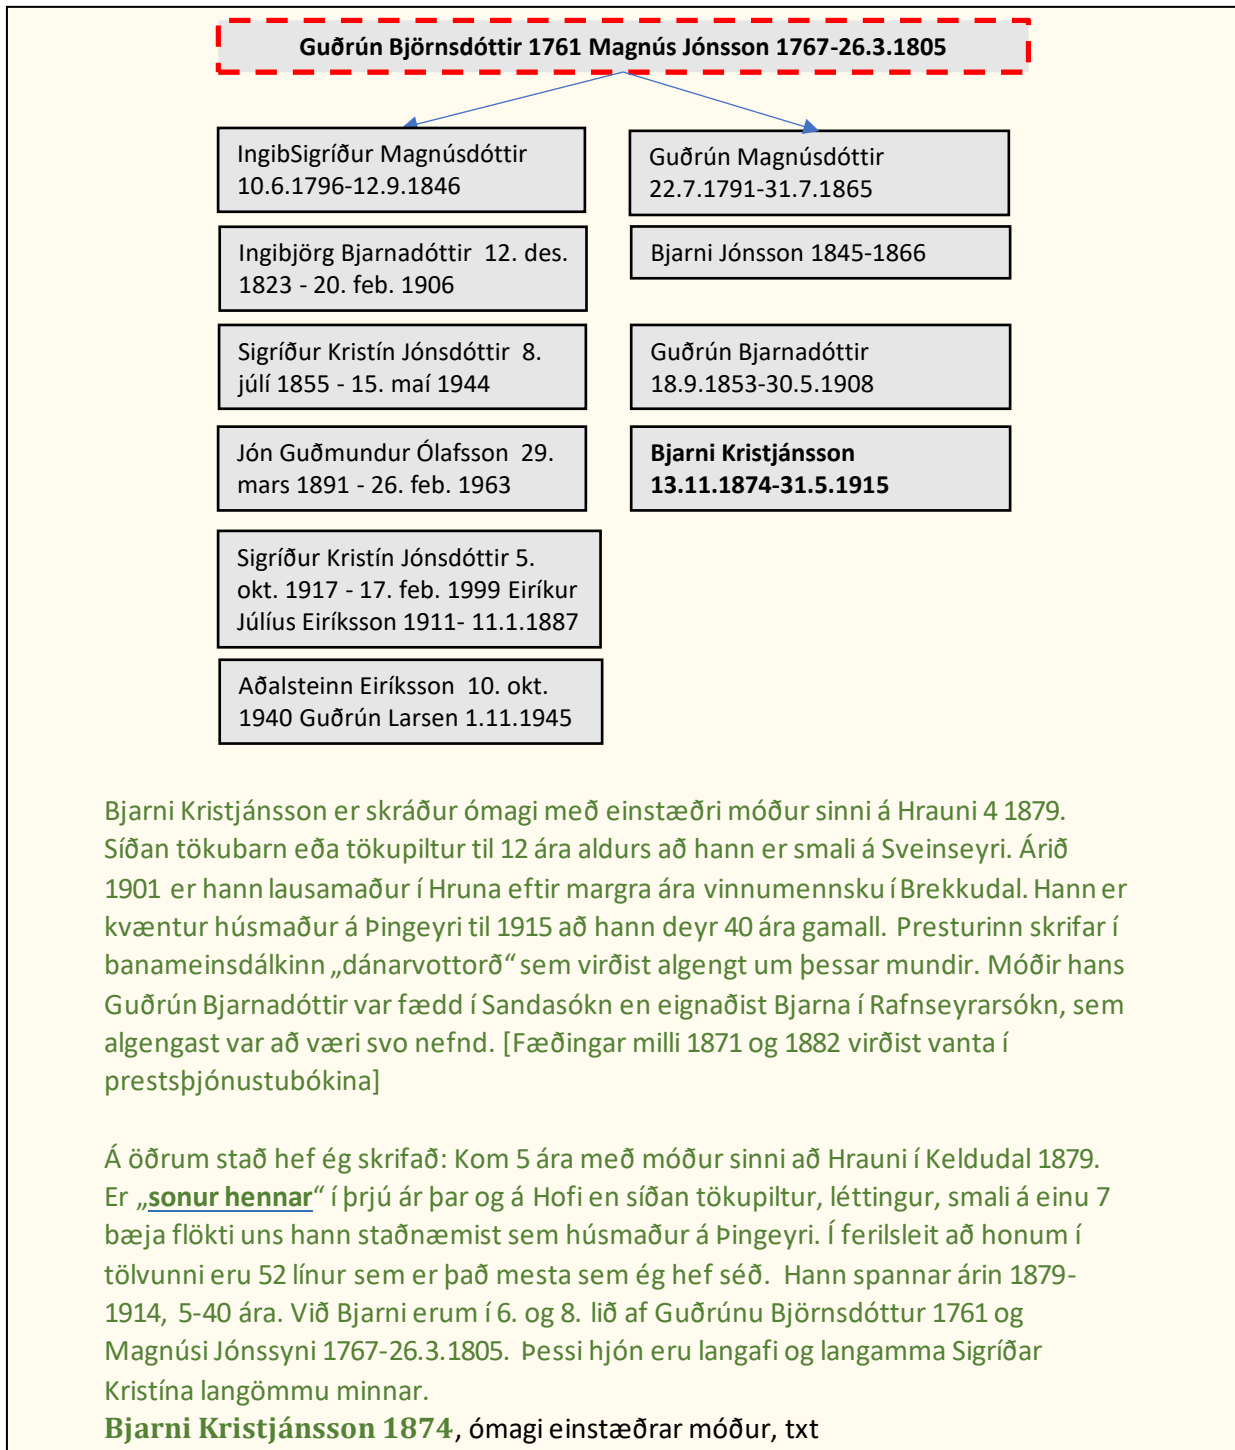 Guðrún Björnsdóttir 1761 Magnús Jónsson 1767-26.3.1805
IngibSigríður Magnúsdóttir
10.6.1796-12.9.1846
Guðrún Magnúsdóttir
22.7.1791-31.7.1865
Ingibjörg Bjarnadóttir 12. des.
1823 - 20. feb. 1906
Bjarni Jónsson 1845-1866
Sigríður Kristín Jónsdóttir 8.
júlí 1855 - 15. maí 1944
Guðrún Bjarnadóttir
18.9.1853-30.5.1908
Jón Guðmundur Ólafsson 29.
mars 1891 - 26. feb. 1963
Bjarni Kristjánsson
13.11.1874-31.5.1915
Sigríður Kristín Jónsdóttir 5.
okt. 1917 - 17. feb. 1999 Eiríkur
Júlíus Eiríksson 1911- 11.1.1887
Aðalsteinn Eiríksson 10. okt.
1940 Guðrún Larsen 1.11.1945
Bjarni Kristjánsson er skráður ómagi með einstæðri móður sinni á Hrauni 4 1879.
Síðan tökubarn eða tökupiltur til 12 ára aldurs að hann er smali á Sveinseyri. Árið
1901 er hann lausamaður í Hruna eftir margra ára vinnumennsku í Brekkudal. Hann er
kvæntur húsmaður á Þingeyri til 1915 að hann deyr 40 ára gamall. Presturinn skrifar í
banameinsdálkinn „dánarvottorð“ sem virðist algengt um þessar mundir. Móðir hans
Guðrún Bjarnadóttir var fædd í Sandasókn en eignaðist Bjarna í Rafnseyrarsókn, sem
algengast var að væri svo nefnd. [Fæðingar milli 1871 og 1882 virðist vanta í
prestsþjónustubókina]
Á öðrum stað hef ég skrifað: Kom 5 ára með móður sinni að Hrauni í Keldudal 1879.
Er „sonur hennar“ í þrjú ár þar og á Hofi en síðan tökupiltur, léttingur, smali á einu 7
bæja flökti uns hann staðnæmist sem húsmaður á Þingeyri. Í ferilsleit að honum í
tölvunni eru 52 línur sem er það mesta sem ég hef séð. Hann spannar árin 1879-
1914, 5-40 ára. Við Bjarni erum í 6. og 8. lið af Guðrúnu Björnsdóttur 1761 og
Magnúsi Jónssyni 1767-26.3.1805. Þessi hjón eru langafi og langamma Sigríðar
Kristína langömmu minnar.
Bjarni Kristjánsson 1874, ómagi einstæðrar móður, txt